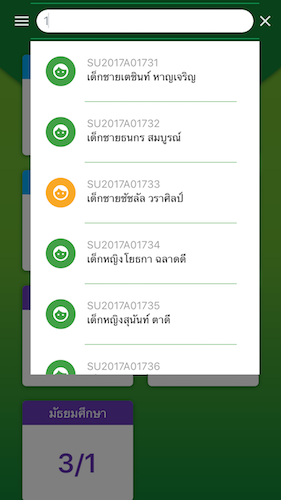 1
SU2017A01731
เด็กชายเตชินท์ หาญเจริญ
SU2017A01732
เด็กชายธนกร สมบูรณ์
SU2017A01733
เด็กชายชัชลัล วราศิลป์
SU2017A01734
เด็กหญิงโยธกา ฉลาดดี
SU2017A01735
เด็กหญิงสุนันท์ ตาดี
SU2017A01736
มัธยมศึกษา
3/1